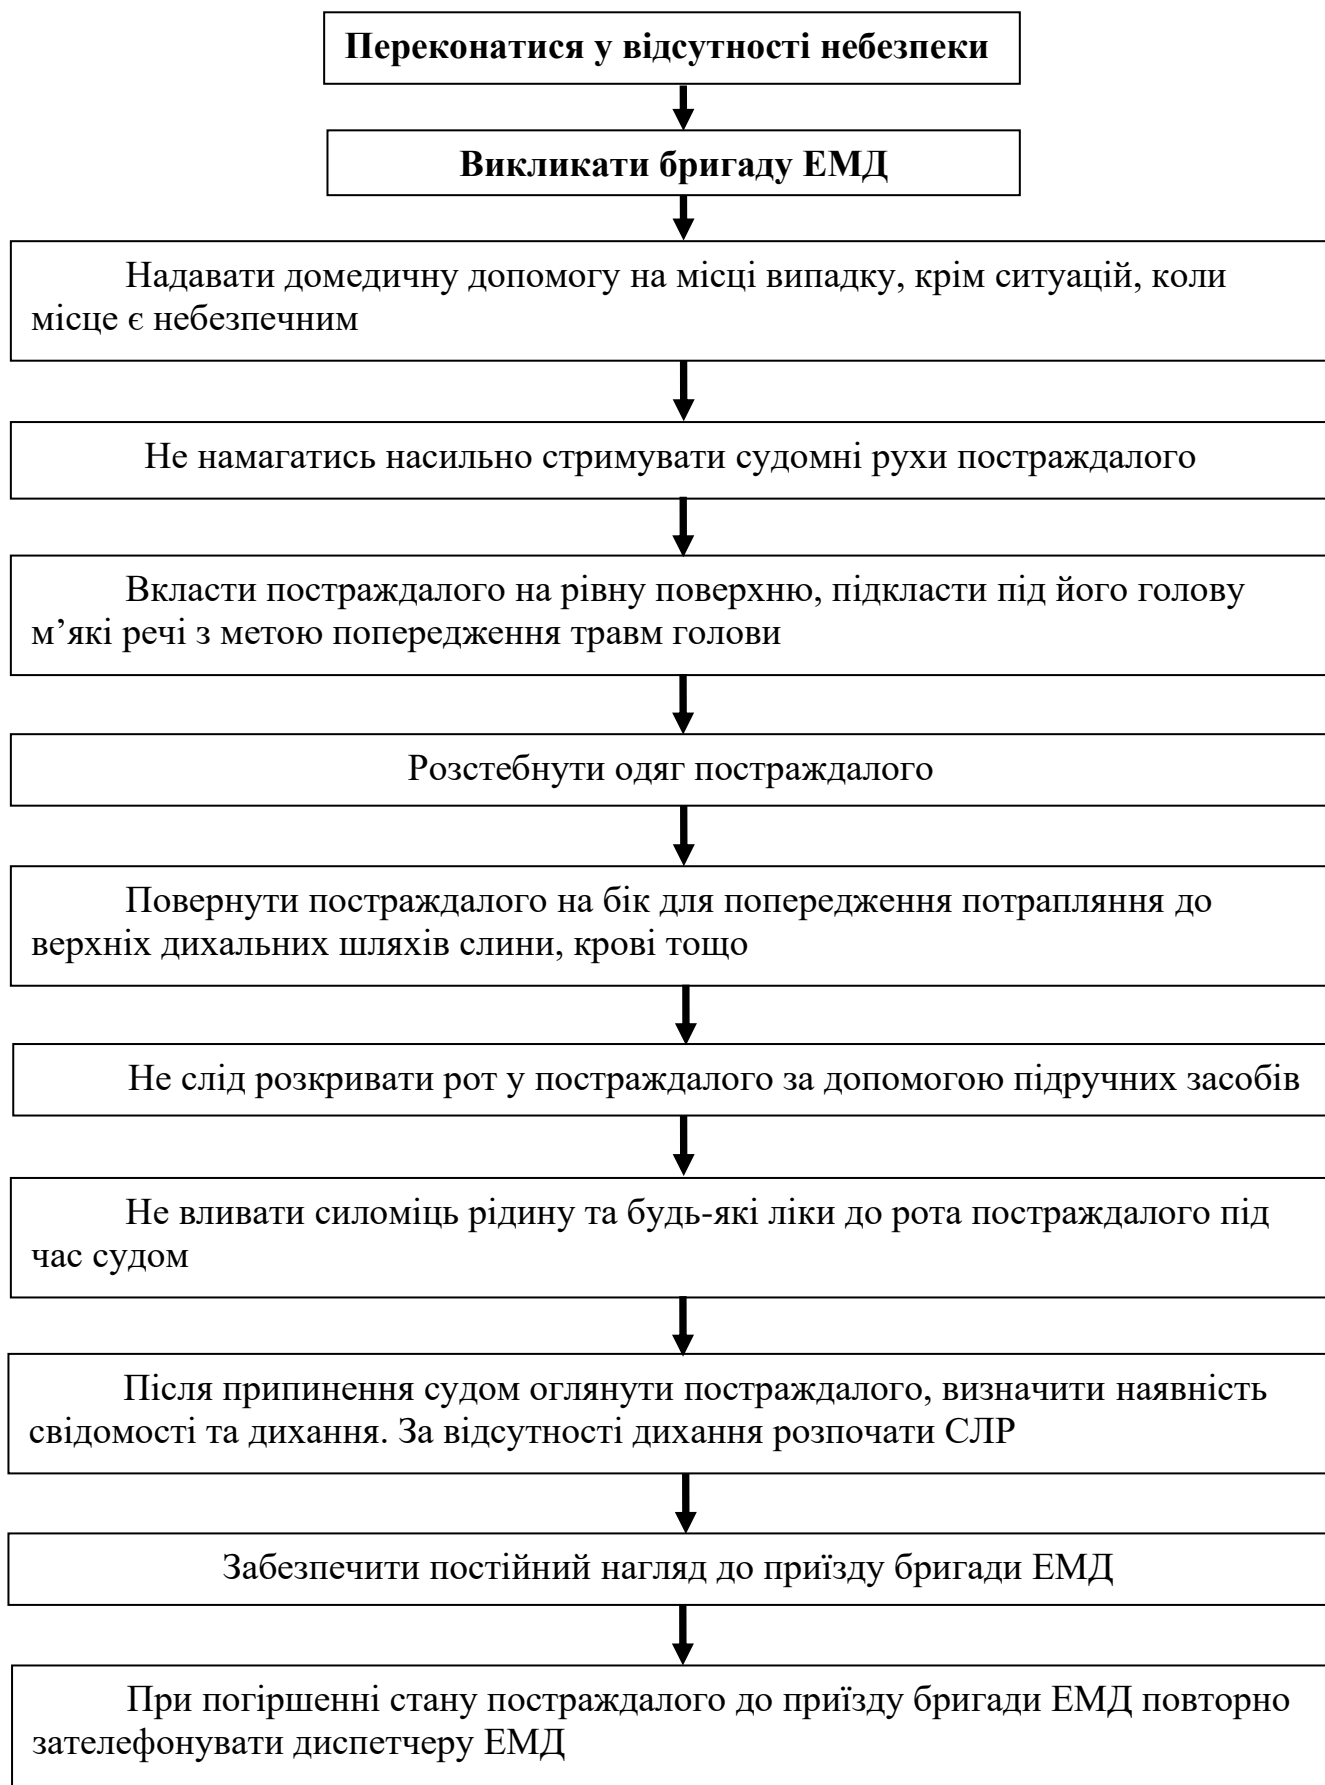 Переконатися у відсутності небезпеки
Викликати бригаду ЕМД
Надавати домедичну допомогу на місці випадку, крім ситуацій, коли
місце є небезпечним
Не намагатись насильно стримувати судомні рухи постраждалого
Вкласти постраждалого на рівну поверхню, підкласти під його голову
м’які речі з метою попередження травм голови
Розстебнути одяг постраждалого
Повернути постраждалого на бік для попередження потрапляння до
верхніх дихальних шляхів слини, крові тощо
Не слід розкривати рот у постраждалого за допомогою підручних засобів
Не вливати силоміць рідину та будь-які ліки до рота постраждалого під
час судом
Після припинення судом оглянути постраждалого, визначити наявність
свідомості та дихання. За відсутності дихання розпочати СЛР
Забезпечити постійний нагляд до приїзду бригади ЕМД
При погіршенні стану постраждалого до приїзду бригади ЕМД повторно
зателефонувати диспетчеру ЕМД